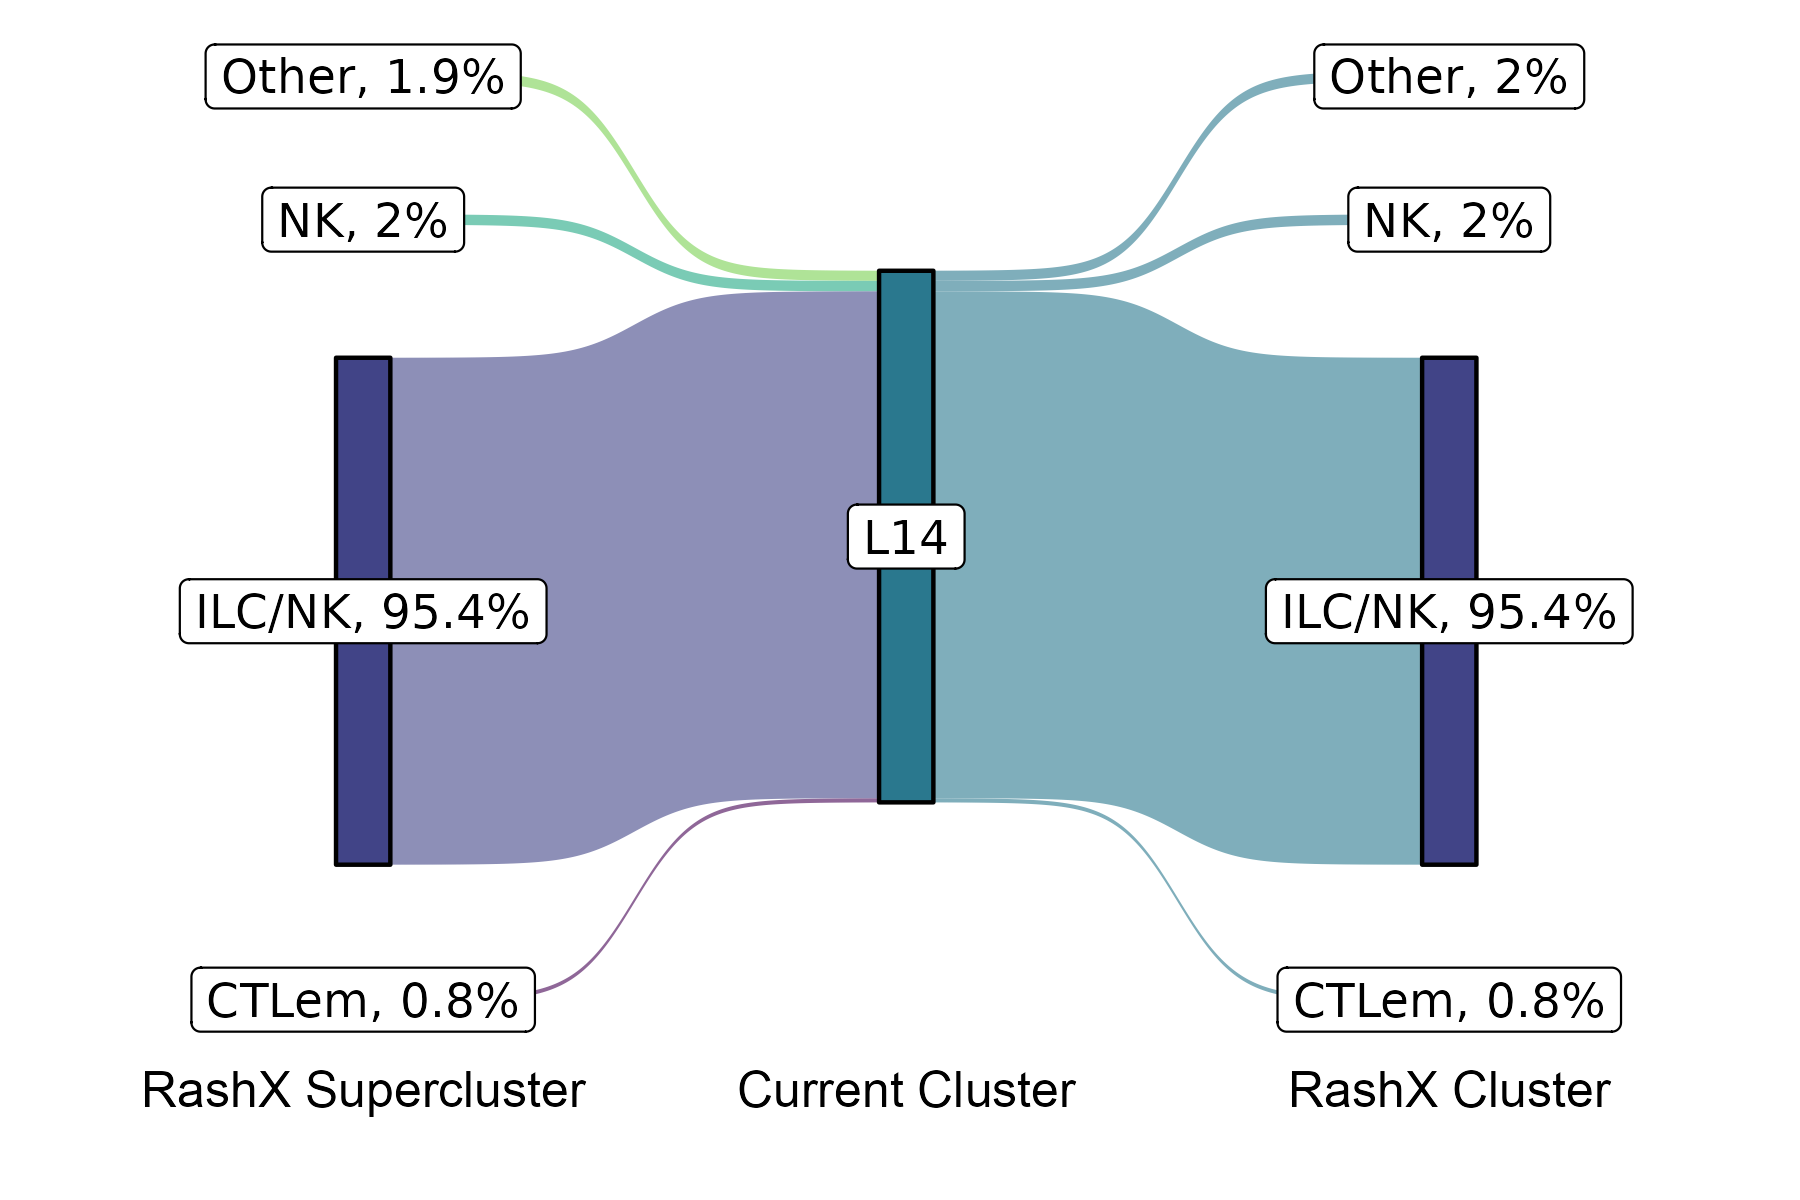 Other, 1.9%
Other, 2%
NK, 2%
NK, 2%
L14
ILC/NK, 95.4%
ILC/NK, 95.4%
CTLem, 0.8%
CTLem, 0.8%
RashX Supercluster
Current Cluster
RashX Cluster